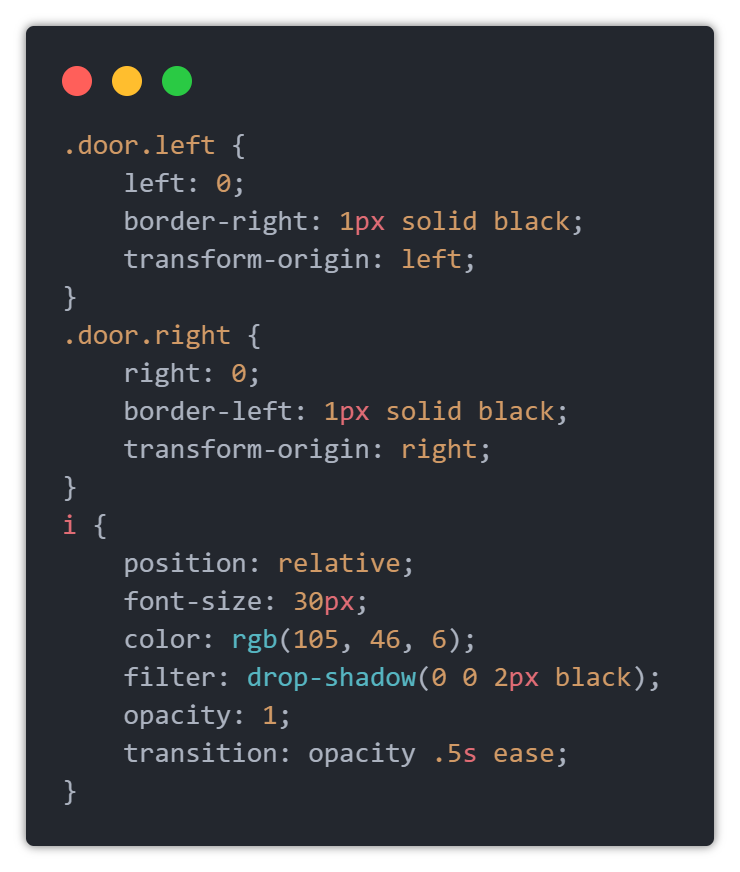 .door.left {
    left: 0;
    border-right: 1px solid black;
    transform-origin: left;
}
.door.right {
    right: 0;
    border-left: 1px solid black;
    transform-origin: right;
}
i {
    position: relative;
    font-size: 30px;
    color: rgb(105, 46, 6);
    filter: drop-shadow(0 0 2px black);
    opacity: 1;
    transition: opacity .5s ease;
}